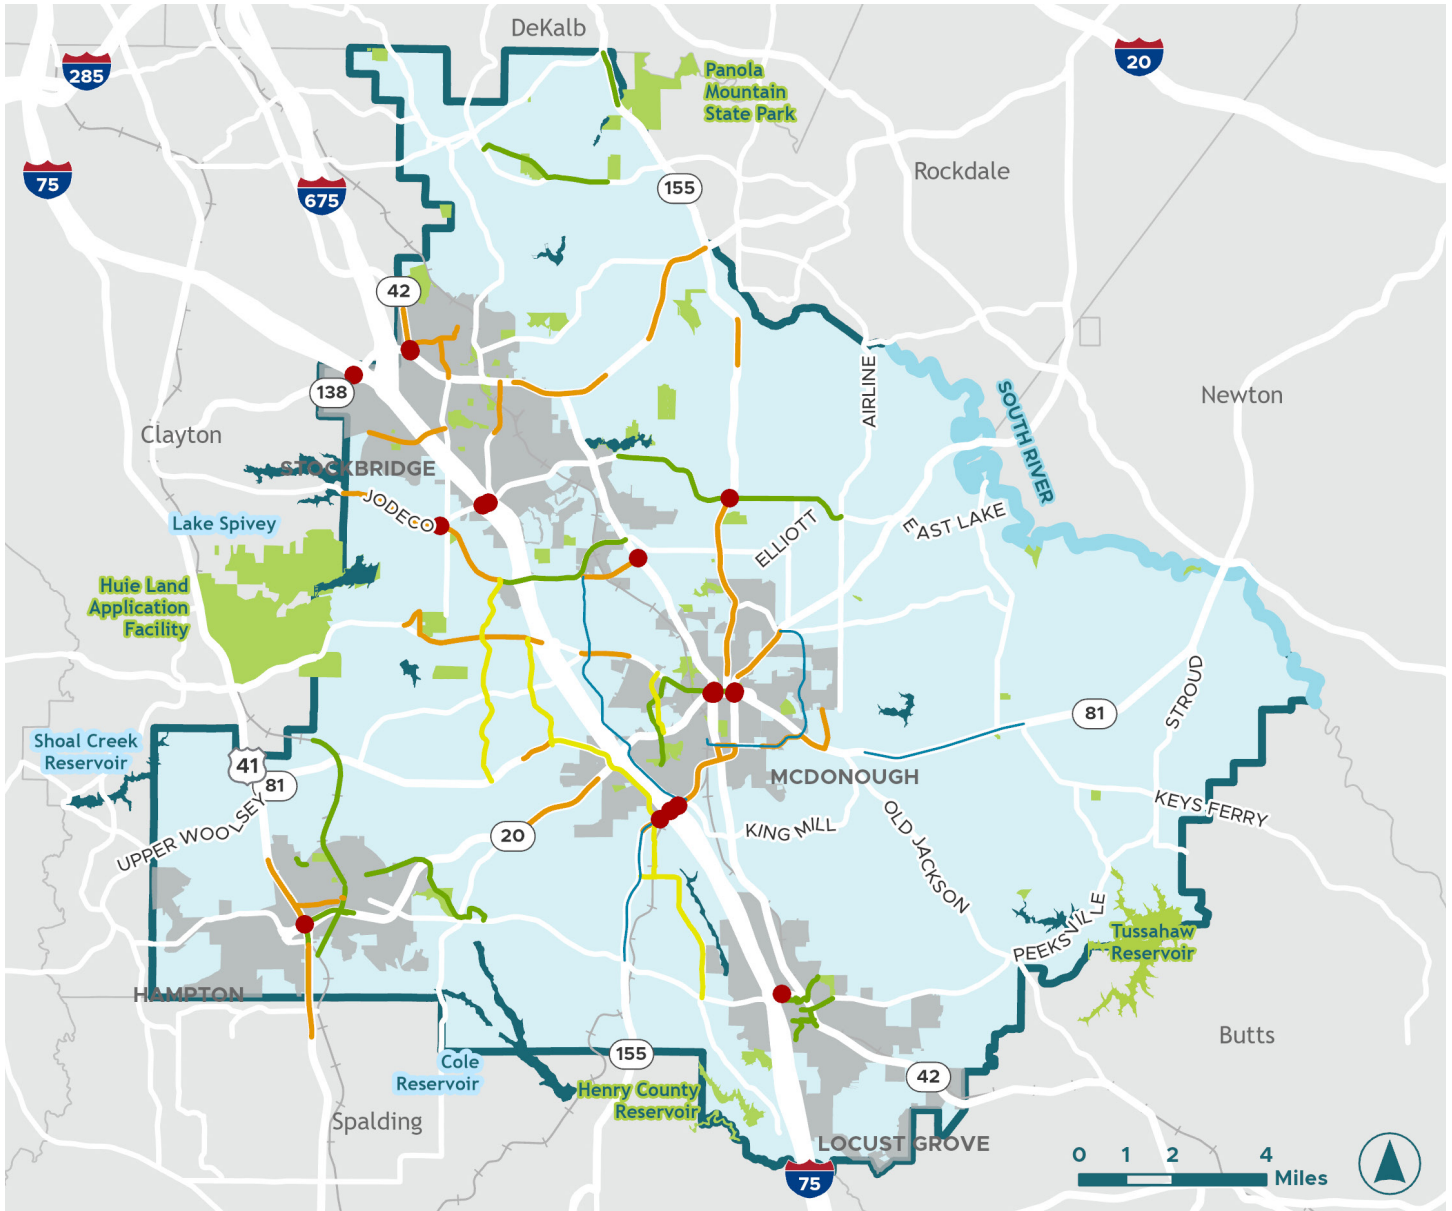 DeKalb
20
285
Panola
Mountain
State Park
Rockdale
75
155
675
42
138
AIRLINE
Newton
SOUTH RIVER
Clayton
STOCKBRIDGE
JODECO
Lake Spivey
ELLIOTT
EAST LAKE
Huie Land
Application
Facility
STROUD
81
Shoal Creek
Reservoir
41
81
MCDONOUGH
KEYS FERRY
UPPER WOOLSEY
20
KING MILL
OLD JACKSON
PEEKSVILLE
Tussahaw
Reservoir
HAMPTON
Butts
155
Cole
Reservoir
42
Henry County
Reservoir
Spalding
LOCUST GROVE
75
0 1 2 4
Miles